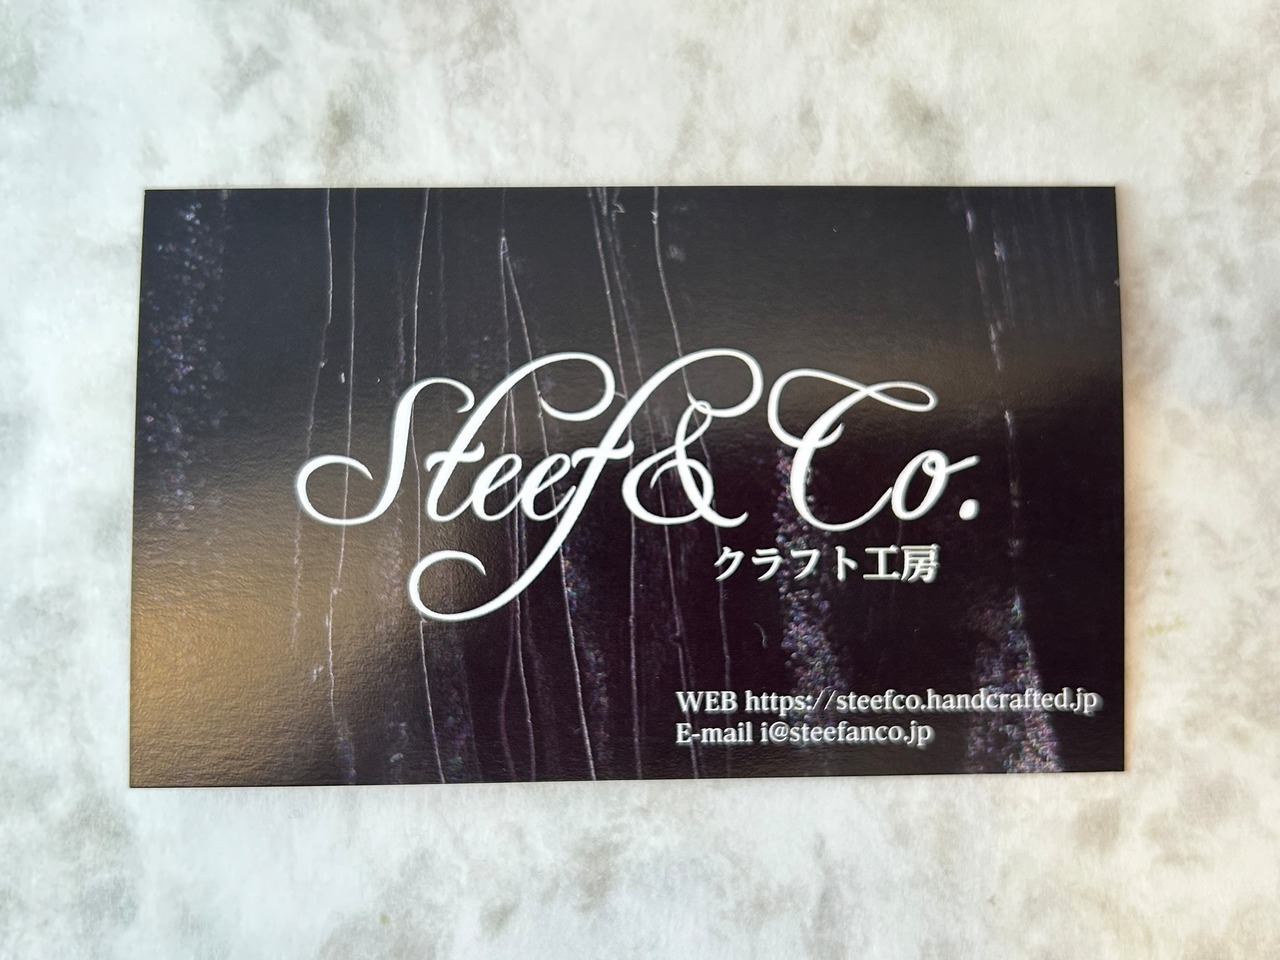 Steef & Co.
クラフト工房
WEB https://steefco.handcrafted.jp
E-mail i@steefanco.jp